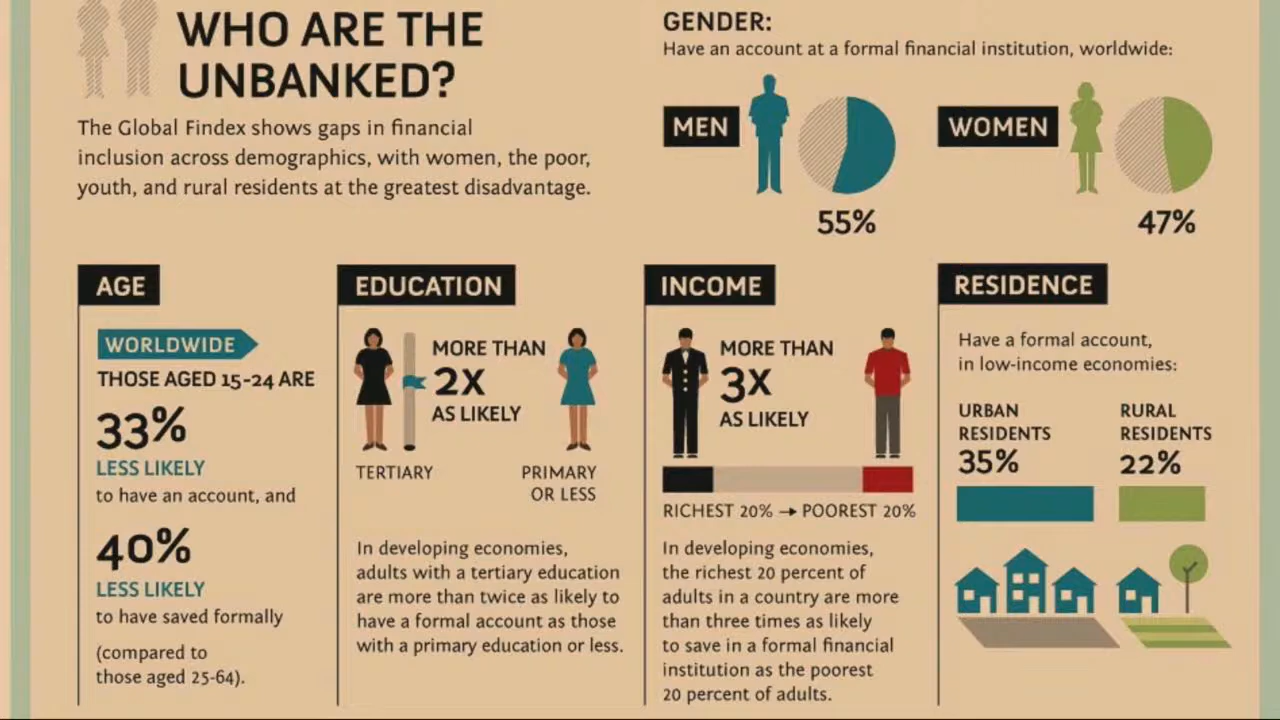 WHO ARE THE
UNBANKED?
The Global Findex shows gaps in financial
inclusion across demographics, with women, the poor,
youth, and rural residents at the greatest disadvantage.
GENDER:
Have an account at a formal financial institution, worldwide:
MEN
55%
WOMEN
47%
AGE
WORLDWIDE
THOSE AGED 15-24 ARE
33%
LESS LIKELY
to have an account, and
40%
LESS LIKELY
to have saved formally
(compared to
those aged 25-64).
EDUCATION
MORE THAN
2X
AS LIKELY
TERTIARY
PRIMARY
OR LESS
In developing economies,
adults with a tertiary education
are more than twice as likely to
have a formal account as those
with a primary education or less.
INCOME
MORE THAN
3X
AS LIKELY
RICHEST 20% → POOREST 20%
In developing economies,
the richest 20 percent of
adults in a country are more
than three times as likely
to save in a formal financial
institution as the poorest
20 percent of adults.
RESIDENCE
Have a formal account,
in low-income economies:
URBAN
RESIDENTS
35%
RURAL
RESIDENTS
22%